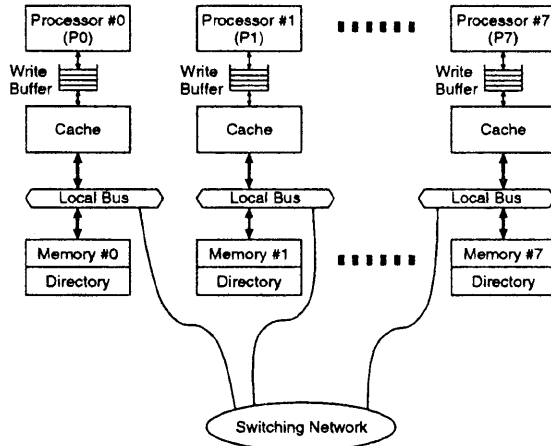 Processor #0
(P0)
Processor #1
(P1)
Processor #7
(P7)
Write
Buffer
Write
Buffer
Write
Buffer
Cache
Cache
Cache
Local Bus
Local Bus
Local Bus
Memory #0
Memory #1
Memory #7
Directory
Directory
Directory
Switching Network